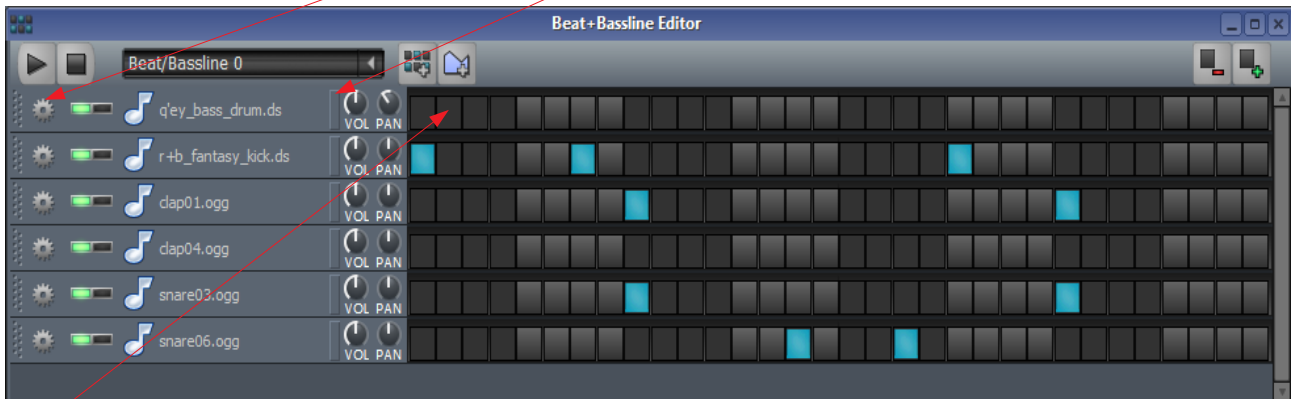 Beat+Bassline Editor
Beat/Bassline 0
q'ey_bass_drum.ds VOL PAN
r+b_fantasy_kick.ds VOL PAN
clap01.ogg VOL PAN
clap04.ogg VOL PAN
snare03.ogg VOL PAN
snare06.ogg VOL PAN